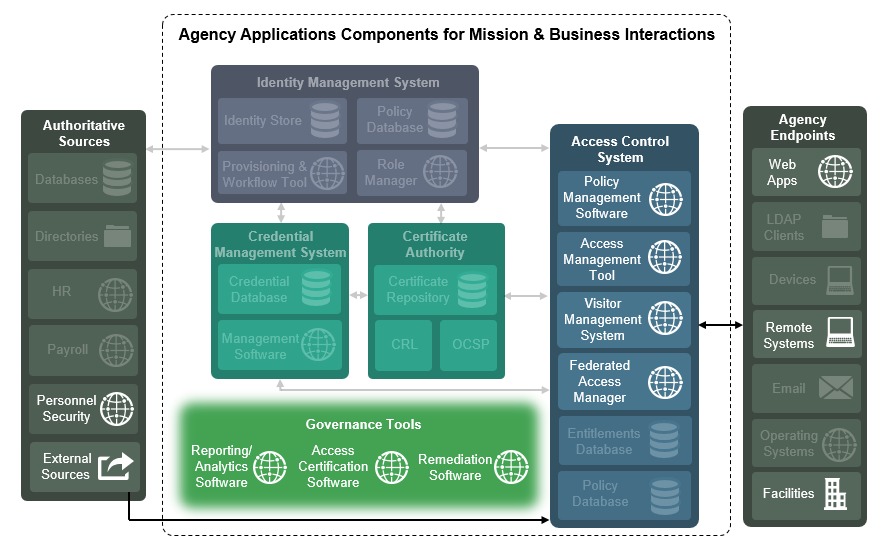 Agency Applications Components for Mission & Business Interactions
Authoritative
Sources
Databases
Directories
HR
Payroll
Personnel
Security
External
Sources
Identity Management System
Identity Store
Policy
Database
Provisioning &
Workflow Tool
Role
Manager
Credential
Management System
Credential
Database
Management
Software
Certificate
Authority
Certificate
Repository
CRL
OCSP
Governance Tools
Reporting/
Analytics
Software
Access
Certification
Software
Remediation
Software
Access Control
System
Policy
Management
Software
Access
Management
Tool
Visitor
Management
System
Federated
Access
Manager
Entitlements
Database
Policy
Database
Agency
Endpoints
Web
Apps
LDAP
Clients
Devices
Remote
Systems
Email
Operating
Systems
Facilities